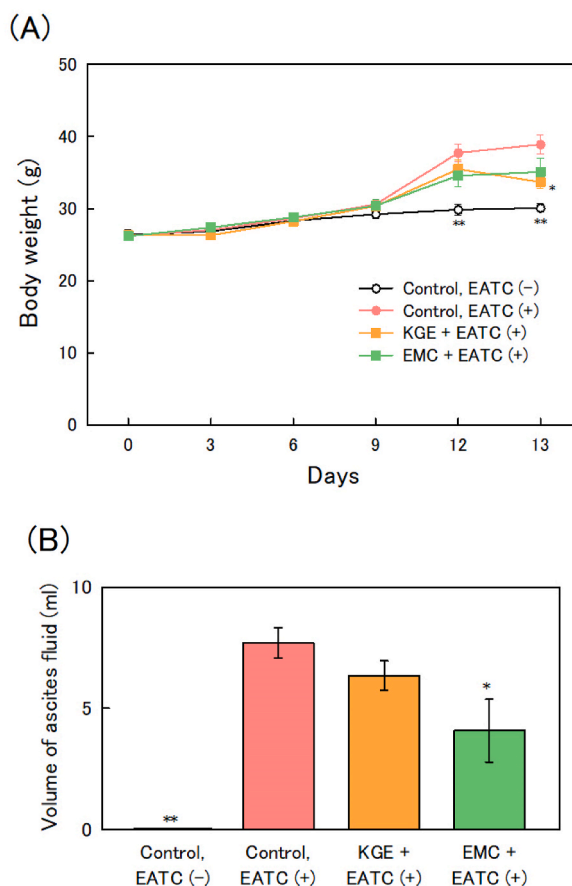 (A)
50
40
30
20
10
0
Body weight (g)
*
**
**
Control, EATC (-)
Control, EATC (+)
KGE + EATC (+)
EMC + EATC (+)
0 3 6 9 12 13
Days
(B)
10
5
0
Volume of ascites fluid (ml)
**
*
Control, Control, KGE + EMC +
EATC (-) EATC (+) EATC (+) EATC (+)